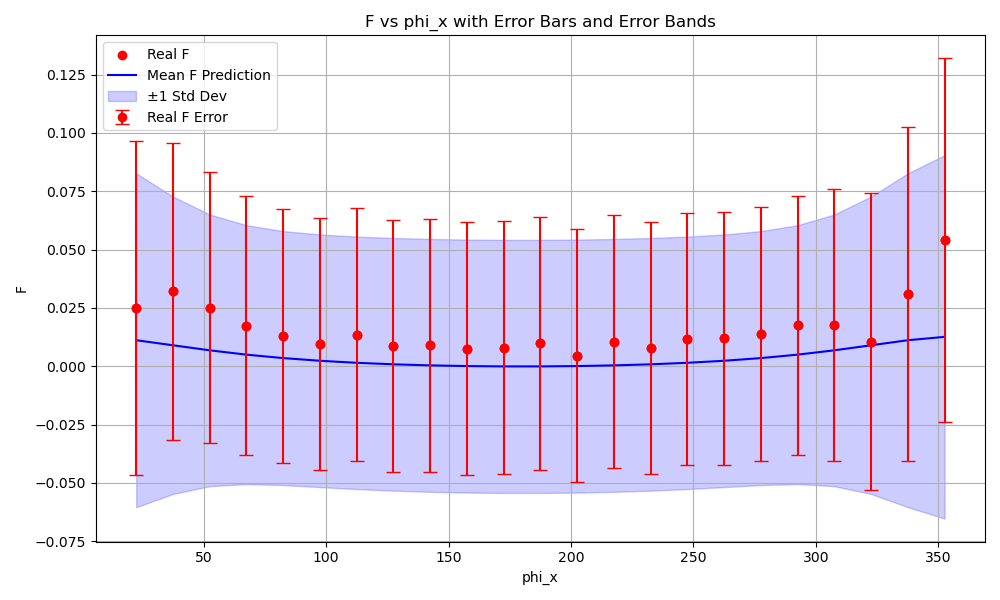 F vs phi_x with Error Bars and Error Bands
Real F
Mean F Prediction
±1 Std Dev
Real F Error
F
0.125
0.100
0.075
0.050
0.025
0.000
−0.025
−0.050
−0.075
50 100 150 200 250 300 350
phi_x